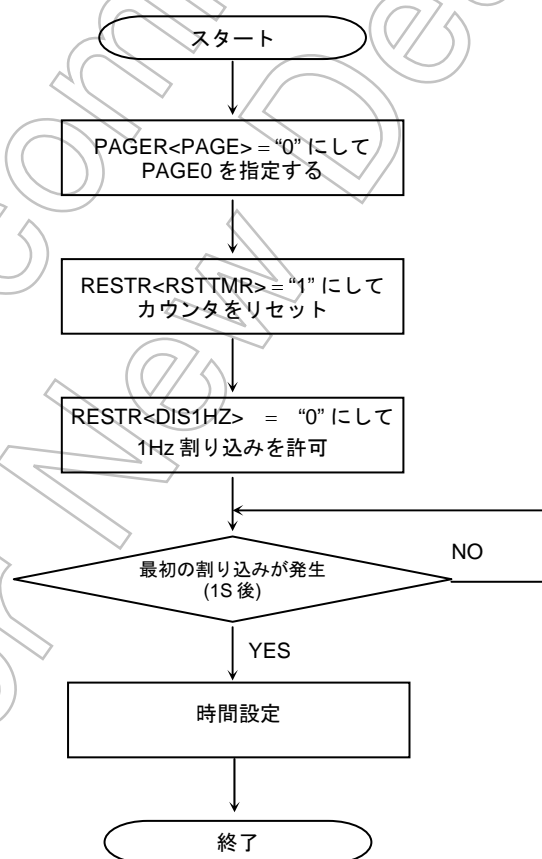 スタート
PAGER<PAGE> = “0” にして
PAGE0 を指定する
RESTR<RSTTMR> = “1” にして
カウンタをリセット
RESTR<DIS1HZ> = “0” にして
1Hz 割り込みを許可
最初の割り込みが発生
(1S 後)
NO
YES
時間設定
終了